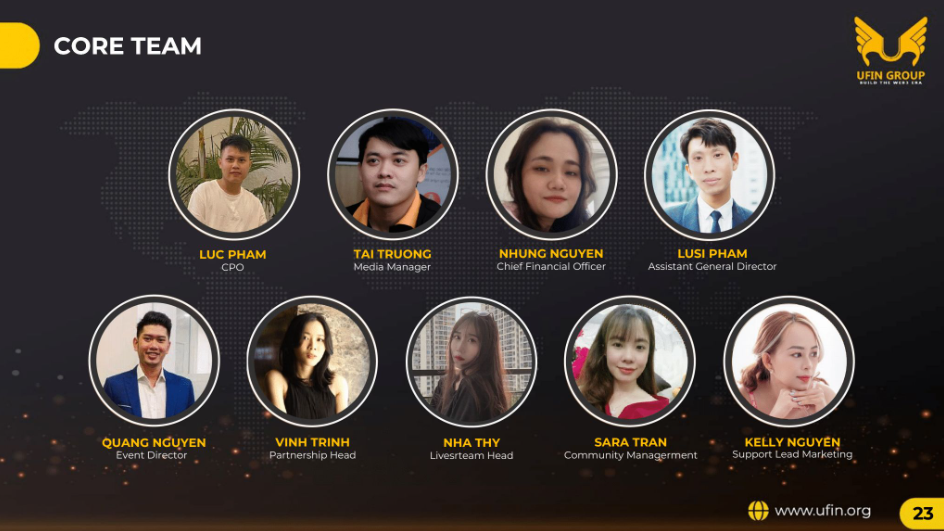 CORE TEAM
UFIN GROUP
BUILD THE WEB3 ERA
LUC PHAM
CPO
TAI TRUONG
Media Manager
NHUNG NGUYEN
Chief Financial Officer
LUSI PHAM
Assistant General Director
QUANG NGUYEN
Event Director
VINH TRINH
Partnership Head
NHA THY
Livesrteam Head
SARA TRAN
Community Managerment
KELLY NGUYEN
Support Lead Marketing
www.ufin.org
23